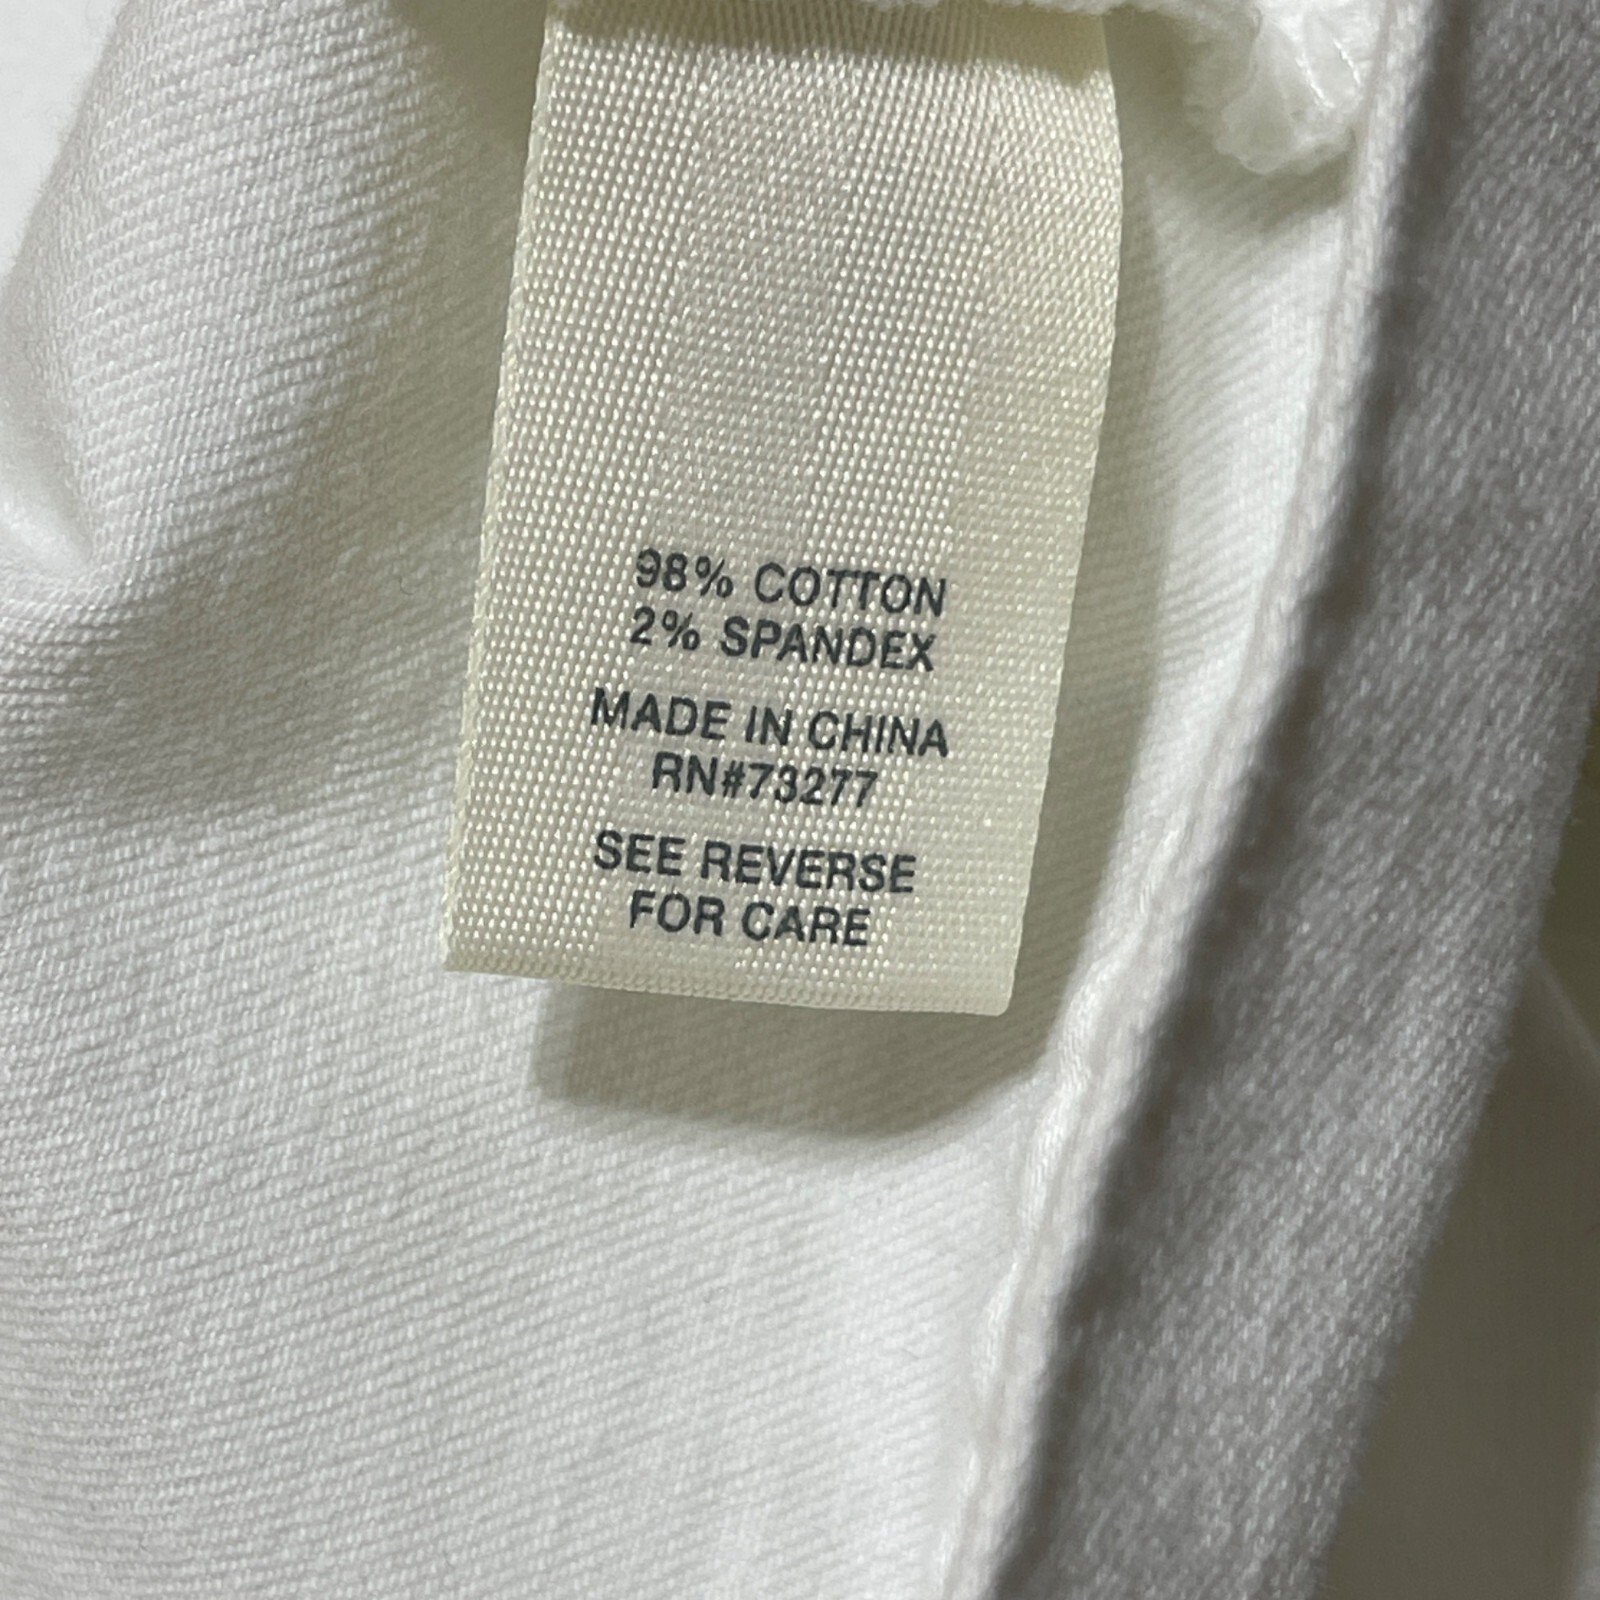 98% COTTON
2% SPANDEX
MADE IN CHINA
RN#73277
SEE REVERSE
FOR CARE